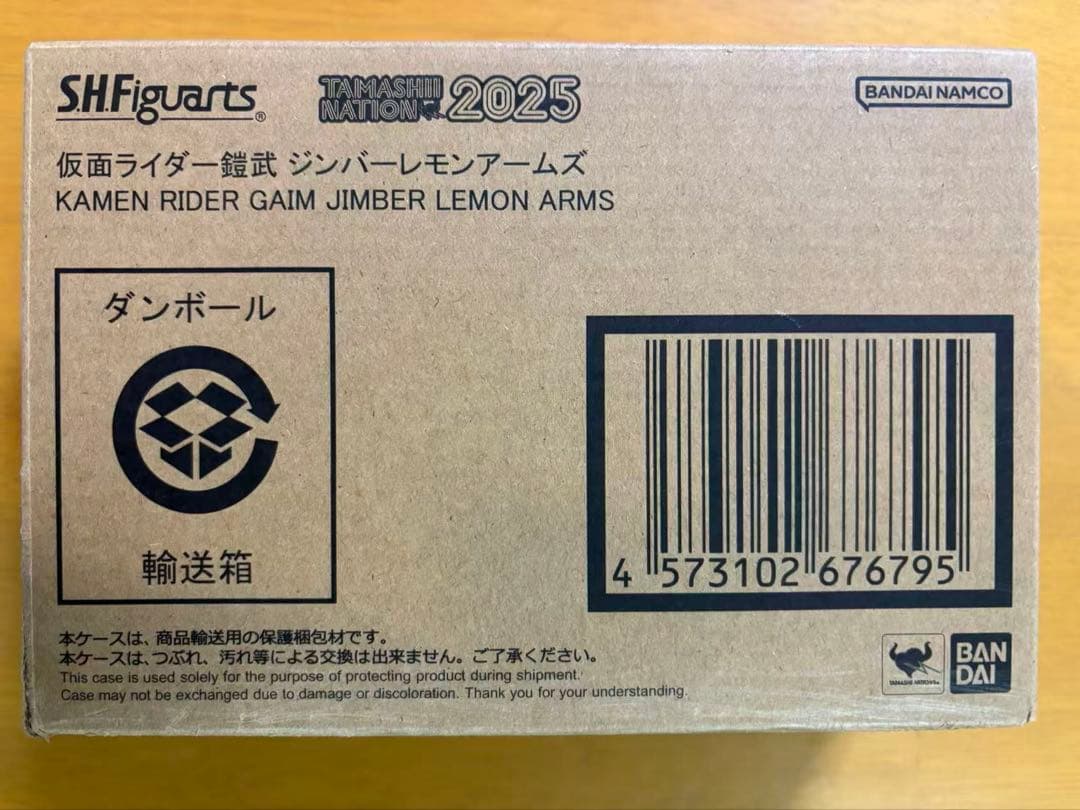 S.H.Figuarts®
TAMASHII NATION 2025
BANDAI NAMCO
仮面ライダー鎧武 ジンバーレモンアームズ
KAMEN RIDER GAIM JIMBER LEMON ARMS
ダンボール
輸送箱
4 573102 676795
本ケースは、商品輸送用の保護梱包材です。
本ケースは、つぶれ、汚れ等による交換は出来ません。ご了承ください。
This case is used solely for the purpose of protecting product during shipment.
Case may not be exchanged due to damage or discoloration. Thank you for your understanding.
TAMASHII NATIONS
BAN
DAI